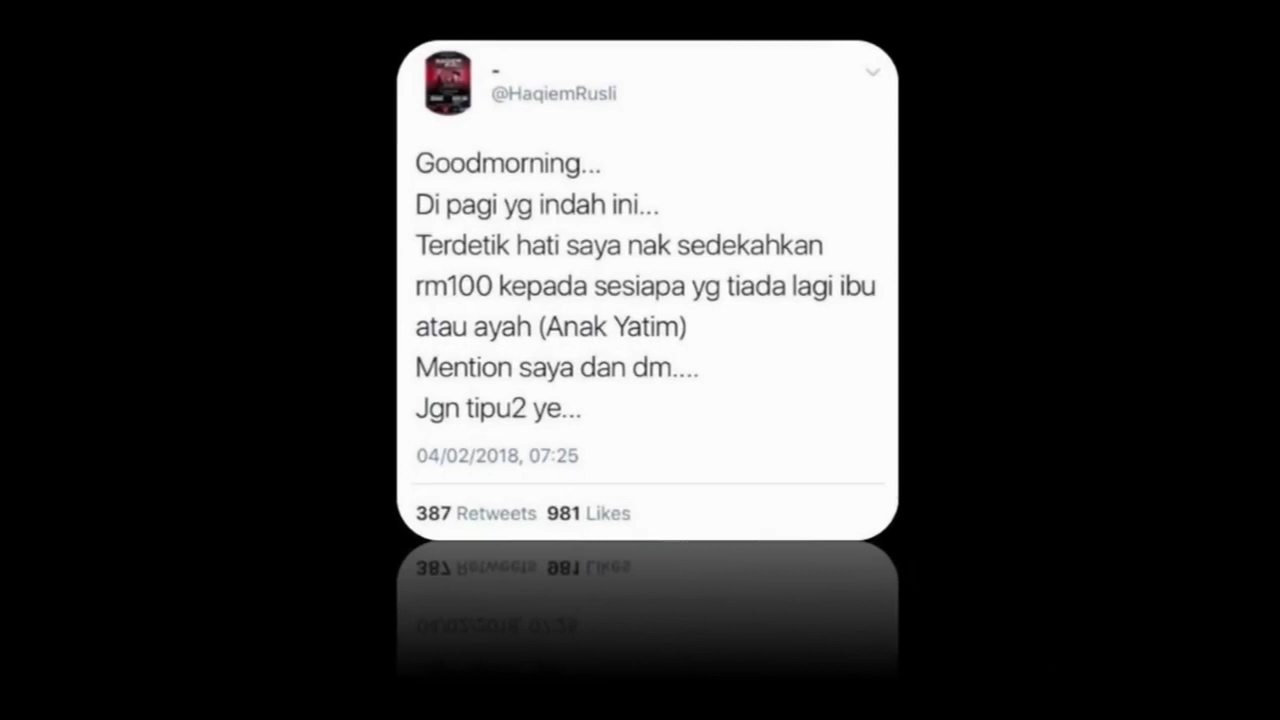 -
@HaqiemRusli
Goodmorning...
Di pagi yg indah ini...
Terdetik hati saya nak sedekahkan
rm100 kepada sesiapa yg tiada lagi ibu
atau ayah (Anak Yatim)
Mention saya dan dm....
Jgn tipu2 ye...
04/02/2018, 07:25
387 Retweets 981 Likes